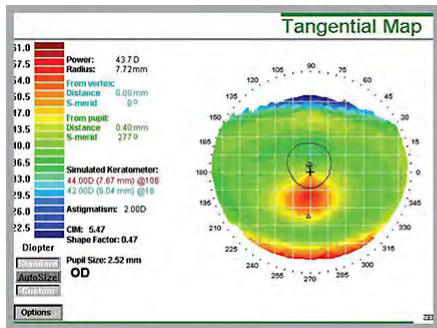 Tangential Map
61.0
57.5
54.0
50.5
47.0
43.5
40.0
36.5
33.0
29.5
26.0
22.5
Diopter
Standard
AutoSize
Custom
Options
Power: 43.7 D
Radius: 7.72 mm
From vertex:
Distance 0.00 mm
S-merid 0 º
From pupil:
Distance 0.40 mm
S-merid 277 º
Simulated Keratometer:
44.00D (7.67 mm) @106
42.00D (8.04 mm) @16
Astigmatism: 2.00D
CIM: 5.47
Shape Factor: 0.47
Pupil Size: 2.52 mm
OD
90
105
75
120
60
135
45
150
30
165
15
180
0
195
345
210
330
225
315
240
300
255
285
270
ZEI